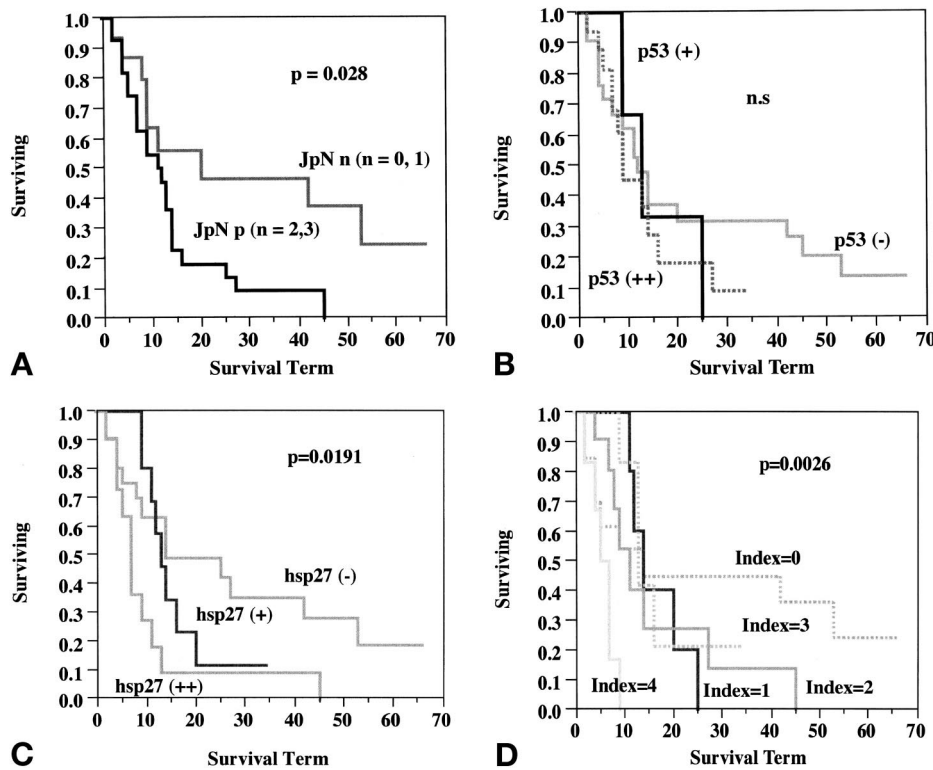 1.0
0.9
0.8
0.7
0.6
0.5
0.4
0.3
0.2
0.1
0.0
Surviving
p = 0.028
JpN n (n = 0, 1)
JpN p (n = 2,3)
0 10 20 30 40 50 60 70
Survival Term
A
1.0
0.9
0.8
0.7
0.6
0.5
0.4
0.3
0.2
0.1
0.0
Surviving
p53 (+)
n.s
p53 (-)
p53 (++)
0 10 20 30 40 50 60 70
Survival Term
B
1.0
0.9
0.8
0.7
0.6
0.5
0.4
0.3
0.2
0.1
0.0
Surviving
p=0.0191
hsp27 (-)
hsp27 (+)
hsp27 (++)
0 10 20 30 40 50 60 70
Survival Term
C
1.0
0.9
0.8
0.7
0.6
0.5
0.4
0.3
0.2
0.1
0.0
Surviving
p=0.0026
Index=0
Index=3
Index=4 Index=1 Index=2
0 10 20 30 40 50 60 70
Survival Term
D